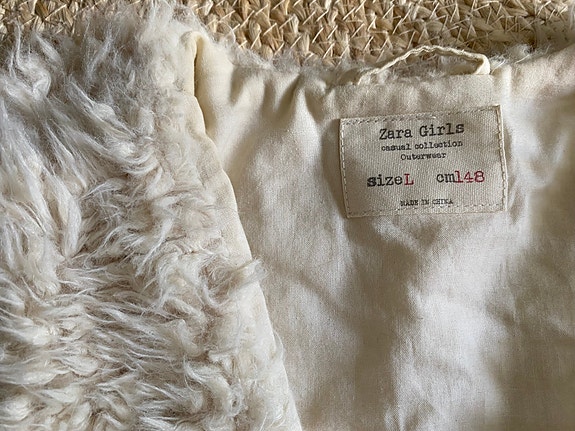 Zara Girls
casual collection
Outerwear
sizeL cm148
MADE IN CHINA